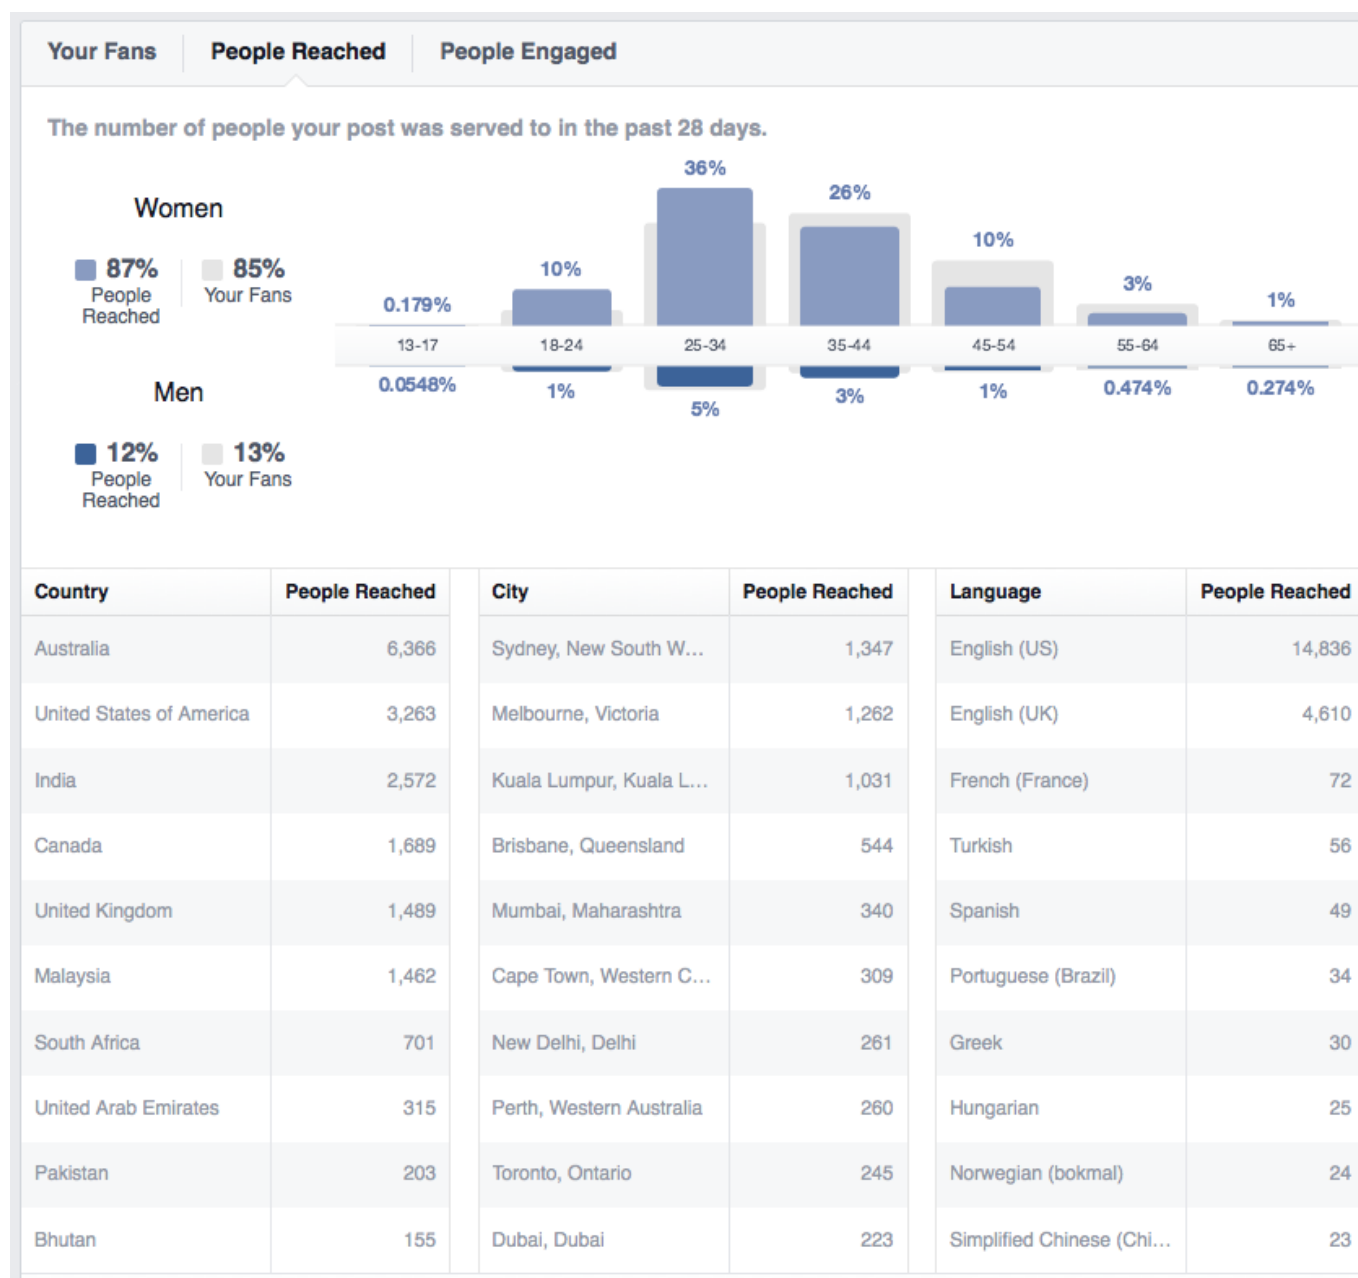 Your Fans People Reached People Engaged
The number of people your post was served to in the past 28 days.
Women
87% 85%
People Your Fans
Reached
36%
26%
10%
10%
3%
1%
0.179%
13-17 18-24 25-34 35-44 45-54 55-64 65+
0.0548% 1% 5% 3% 1% 0.474% 0.274%
Men
12% 13%
People Your Fans
Reached
Country People Reached City People Reached Language People Reached
Australia 6,366 Sydney, New South W... 1,347 English (US) 14,836
United States of America 3,263 Melbourne, Victoria 1,262 English (UK) 4,610
India 2,572 Kuala Lumpur, Kuala L... 1,031 French (France) 72
Canada 1,689 Brisbane, Queensland 544 Turkish 56
United Kingdom 1,489 Mumbai, Maharashtra 340 Spanish 49
Malaysia 1,462 Cape Town, Western C... 309 Portuguese (Brazil) 34
South Africa 701 New Delhi, Delhi 261 Greek 30
United Arab Emirates 315 Perth, Western Australia 260 Hungarian 25
Pakistan 203 Toronto, Ontario 245 Norwegian (bokmal) 24
Bhutan 155 Dubai, Dubai 223 Simplified Chinese (Chi... 23